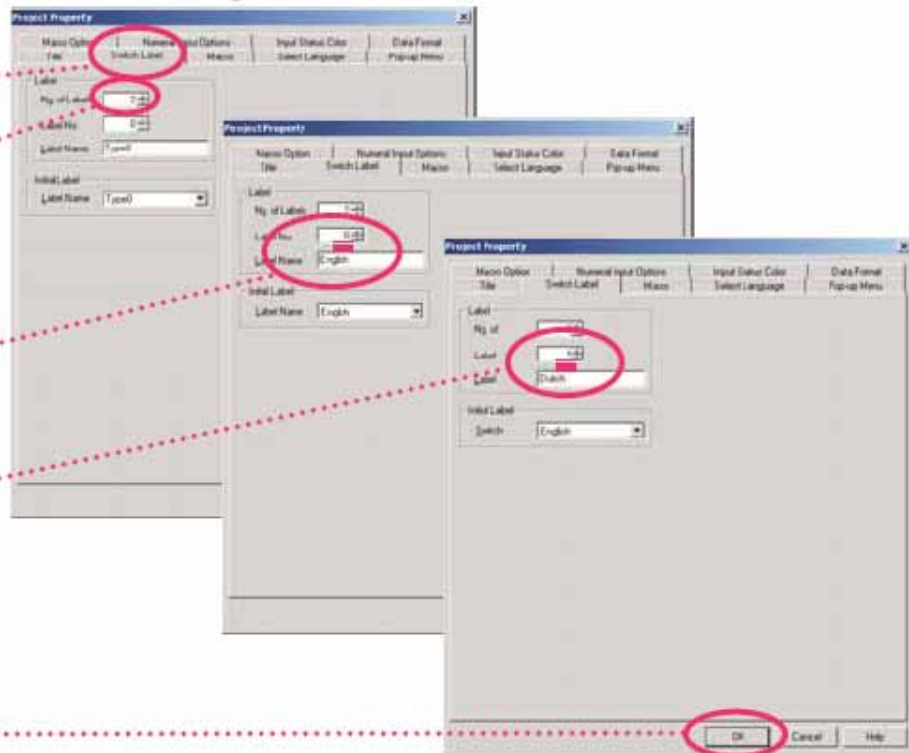 Project Property
Macro Option Numeral Input Options Input Status Color Data Format
Title Switch Label Macro Select Language Pop-up Menu
Label
No. of Label
Label No.
Label Name Type0
Initial Label
Label Name Type0
Project Property
Macro Option Numeral Input Options Input Status Color Data Format
Title Switch Label Macro Select Language Pop-up Menu
Label
No. of Labels
Label No.
Label Name English
Initial Label
Label Name English
Project Property
Macro Option Numeral Input Options Input Status Color Data Format
Title Switch Label Macro Select Language Pop-up Menu
Label
No. of
Label
Label Dutch
Initial Label
Switch English
OK Cancel Help